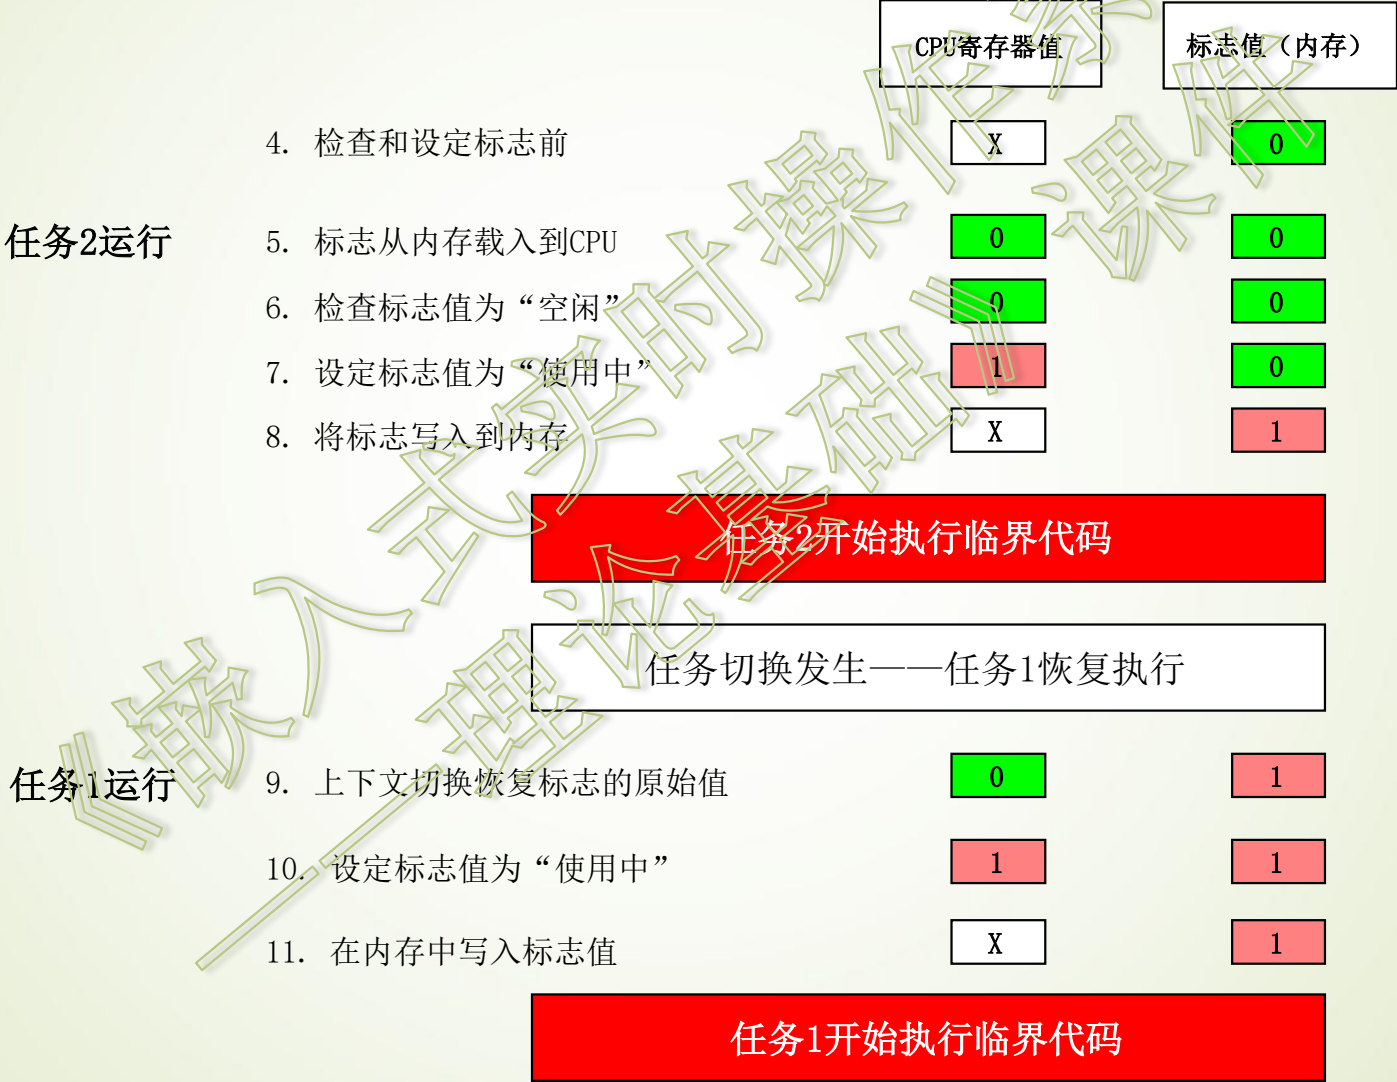 CPU寄存器值 标志值（内存）
4. 检查和设定标志前 X 0
任务2运行 5. 标志从内存载入到CPU 0 0
6. 检查标志值为“空闲” 0 0
7. 设定标志值为“使用中” 1 0
8. 将标志写入到内存 X 1
任务2开始执行临界代码
任务切换发生——任务1恢复执行
任务1运行 9. 上下文切换恢复标志的原始值 0 1
10. 设定标志值为“使用中” 1 1
11. 在内存中写入标志值 X 1
任务1开始执行临界代码
《嵌入式实时操作系
——理论基础》课件